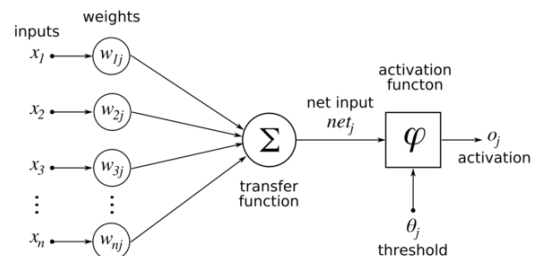 inputs
weights
x1
w1j
x2
w2j
x3
w3j
⋮
⋮
xn
wnj
Σ
transfer
function
net input
netj
activation
functon
φ
oj
activation
θj
threshold